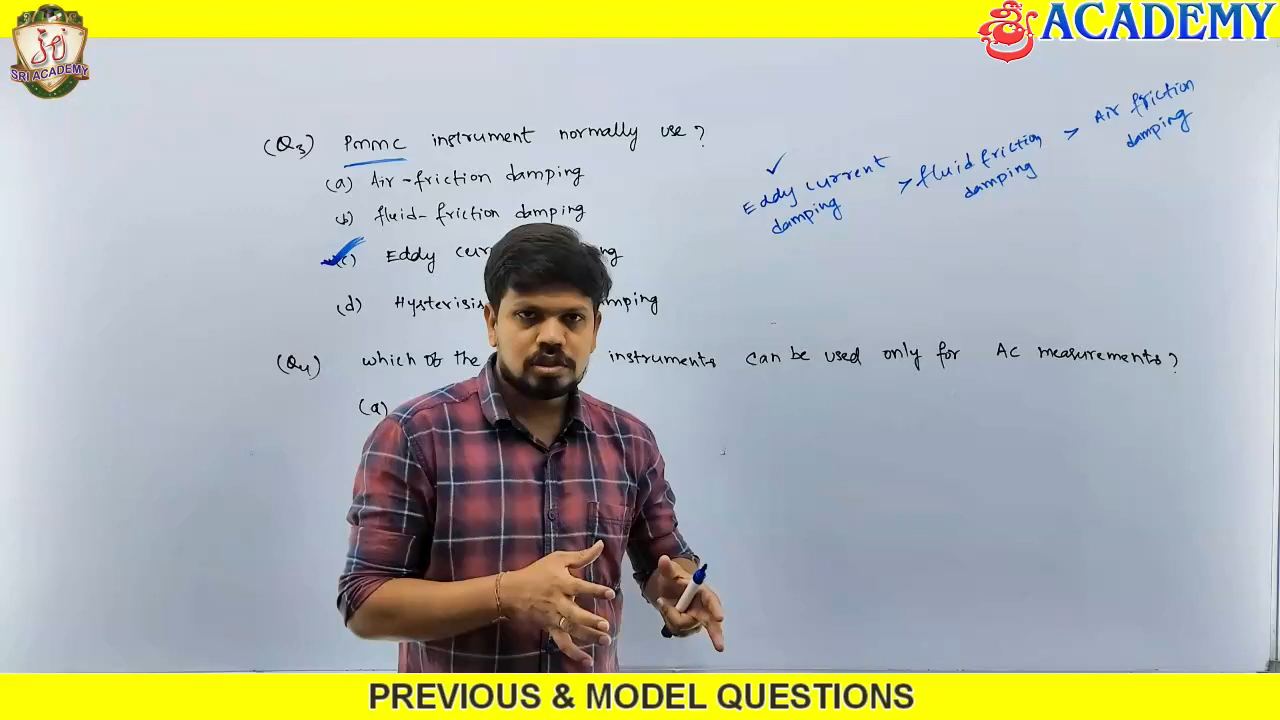 SRI ACADEMY
ACADEMY
(Q3) PMMC instrument normally use?
(a) Air-friction damping
(b) fluid-friction damping
(c) Eddy
(d) Hysterisis
Eddy current damping > fluid friction damping > Air friction damping
(Q4) which of the instruments can be used only for AC measurements?
(a)
PREVIOUS & MODEL QUESTIONS